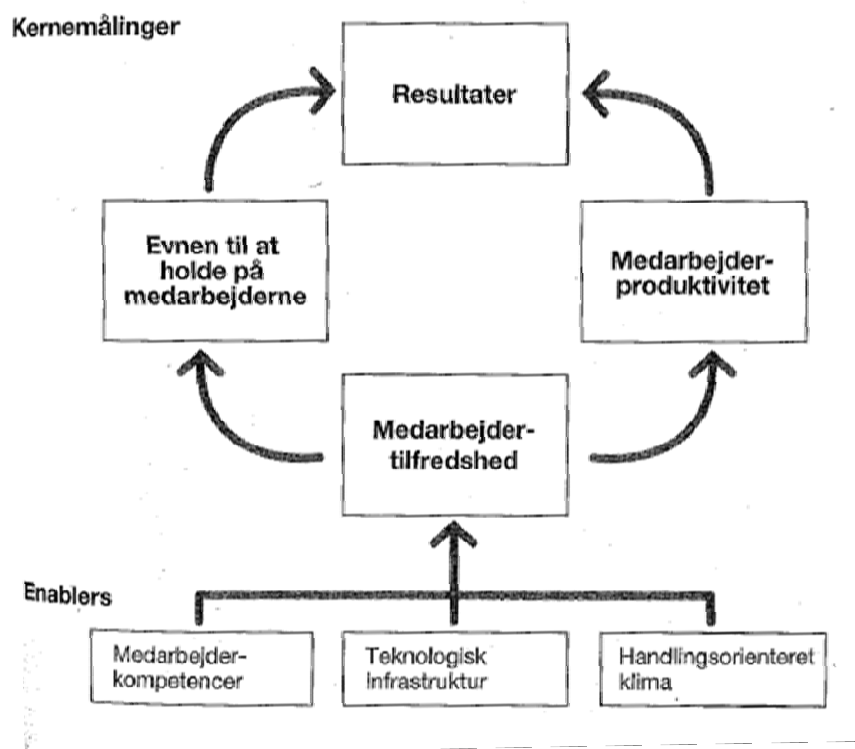 Kernemålinger
Resultater
Evnen til at
holde på
medarbejderne
Medarbejder-
produktivitet
Medarbejder-
tilfredshed
Enablers
Medarbejder-
kompetencer
Teknologisk
infrastruktur
Handlingsorienteret
klima